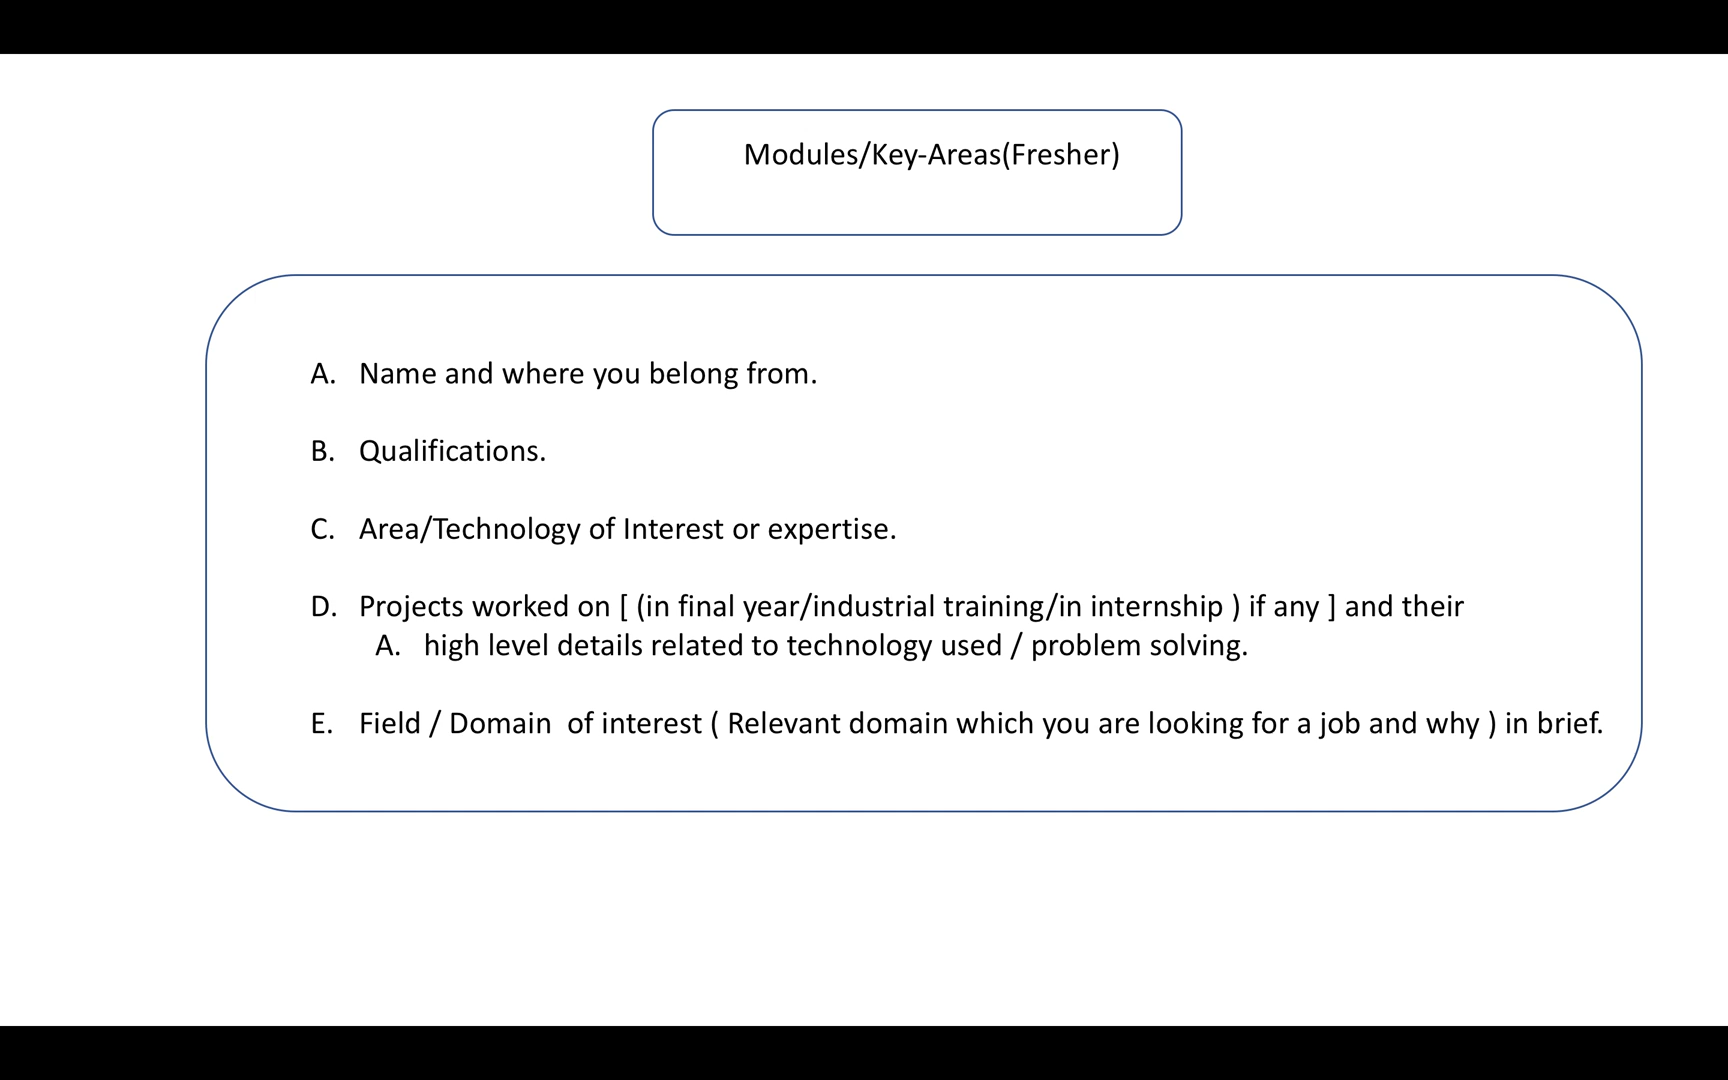 Modules/Key-Areas(Fresher)
A. Name and where you belong from.
B. Qualifications.
C. Area/Technology of Interest or expertise.
D. Projects worked on [ (in final year/industrial training/in internship ) if any ] and their
A. high level details related to technology used / problem solving.
E. Field / Domain  of interest ( Relevant domain which you are looking for a job and why ) in brief.